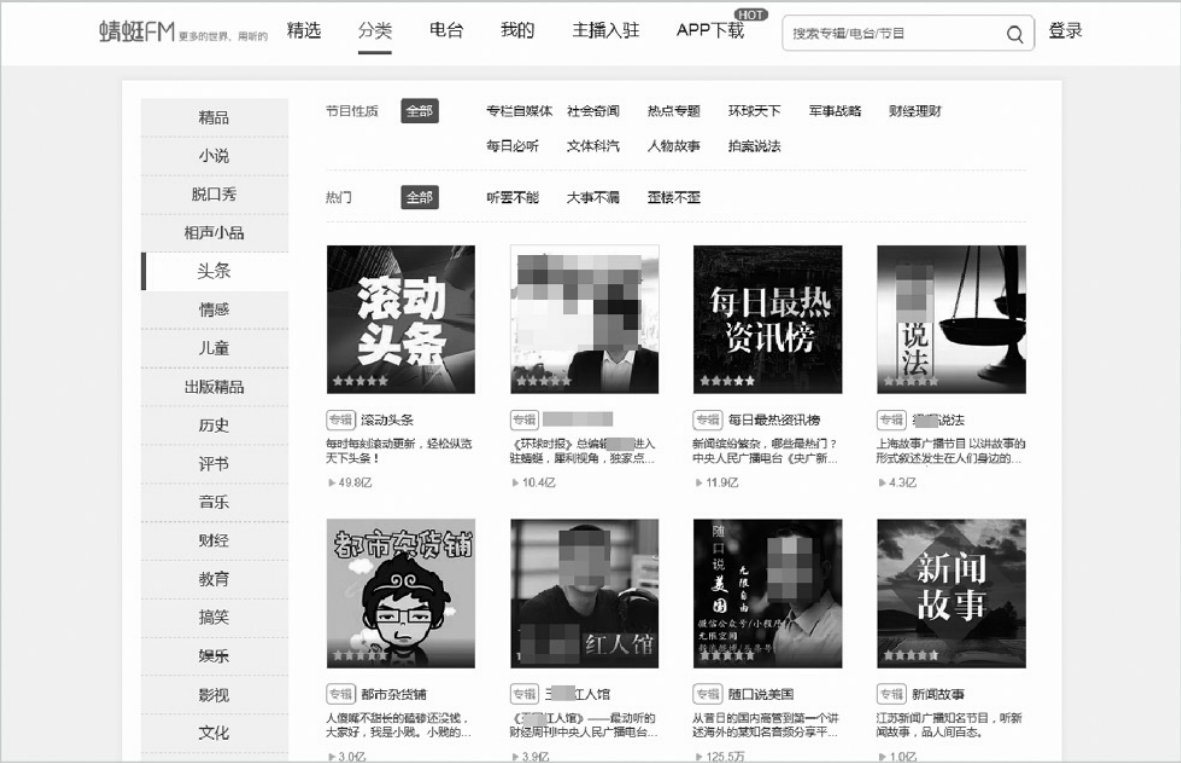 蜻蜓FM 更多的世界，用听的 精选 分类 电台 我的 主播入驻 APP下载 HOT 搜索专辑/电台/节目 登录
精品
小说
脱口秀
相声小品
头条
情感
儿童
出版精品
历史
评书
音乐
财经
教育
搞笑
娱乐
影视
文化
节目性质 全部 专栏自媒体 社会奇闻 热点专题 环球天下 军事战略 财经理财
每日必听 文体科汽 人物故事 拍案说法
热门 全部 听罢不能 大事不漏 歪楼不歪
滚动
头条
专辑 滚动头条
每时每刻滚动更新，轻松纵览
天下头条！
49.8亿
专辑
《环球时报》总编辑 进入
驻蜻蜓，犀利视角，独家点...
10.4亿
每日最热
资讯榜
专辑 每日最热资讯榜
新闻缤纷繁杂，哪些最热门？
中央人民广播电台《央广新...
11.9亿
说
法
专辑 说法
上海故事广播节目 以讲故事的
形式叙述发生在人们身边的...
4.3亿
都市杂货铺
专辑 都市杂货铺
人傻嘴不甜长的磕碜还没钱，
大家好，我是小贱。小贱的...
3.0亿
红人馆
专辑 王 红人馆
《 红人馆》——最动听的
财经周刊!中央人民广播电台...
3.9亿
随口说
美国
无限自由
微信公众号/小程序/
无限空间
专辑 随口说美国
从昔日的国内高管到第一个讲
述海外的某知名音频分享平...
125.5万
新闻
故事
专辑 新闻故事
江苏新闻广播知名节目，听新
闻故事，品人间百态。
1.0亿